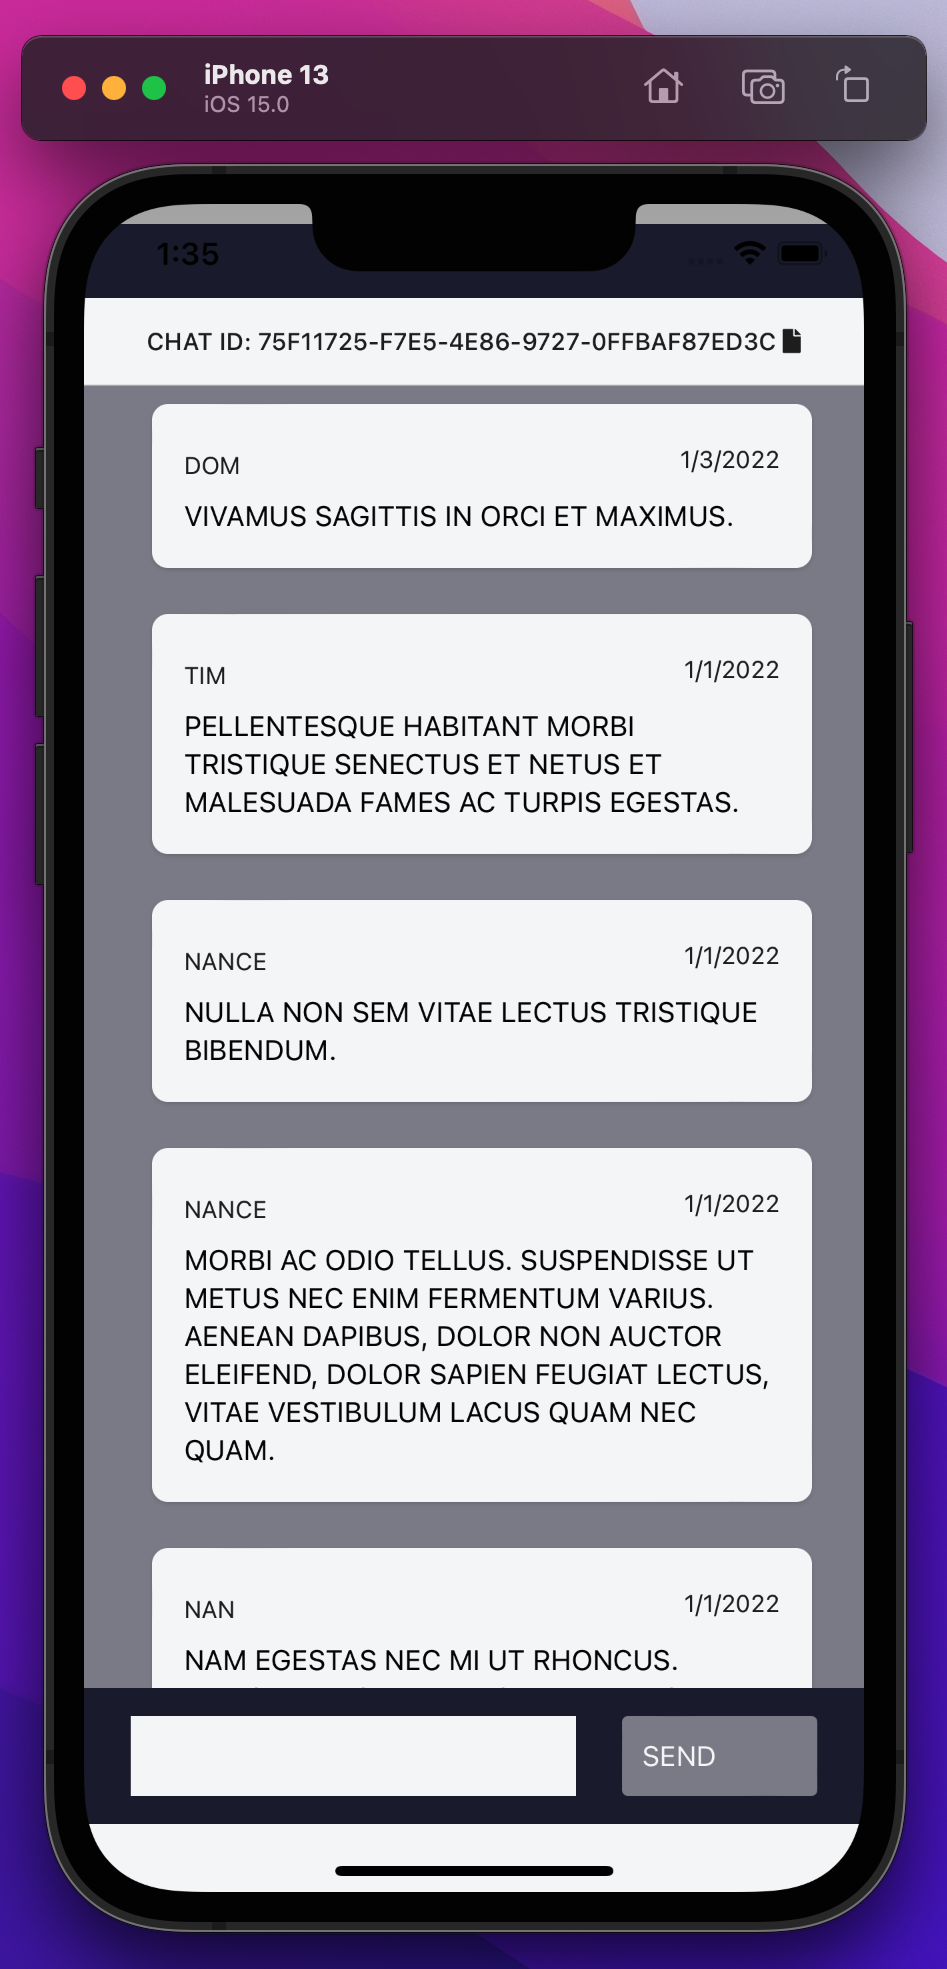 iPhone 13
iOS 15.0
1:35
CHAT ID: 75F11725-F7E5-4E86-9727-0FFBAF87ED3C
DOM 1/3/2022
VIVAMUS SAGITTIS IN ORCI ET MAXIMUS.
TIM 1/1/2022
PELLENTESQUE HABITANT MORBI
TRISTIQUE SENECTUS ET NETUS ET
MALESUADA FAMES AC TURPIS EGESTAS.
NANCE 1/1/2022
NULLA NON SEM VITAE LECTUS TRISTIQUE
BIBENDUM.
NANCE 1/1/2022
MORBI AC ODIO TELLUS. SUSPENDISSE UT
METUS NEC ENIM FERMENTUM VARIUS.
AENEAN DAPIBUS, DOLOR NON AUCTOR
ELEIFEND, DOLOR SAPIEN FEUGIAT LECTUS,
VITAE VESTIBULUM LACUS QUAM NEC
QUAM.
NAN 1/1/2022
NAM EGESTAS NEC MI UT RHONCUS.
SEND